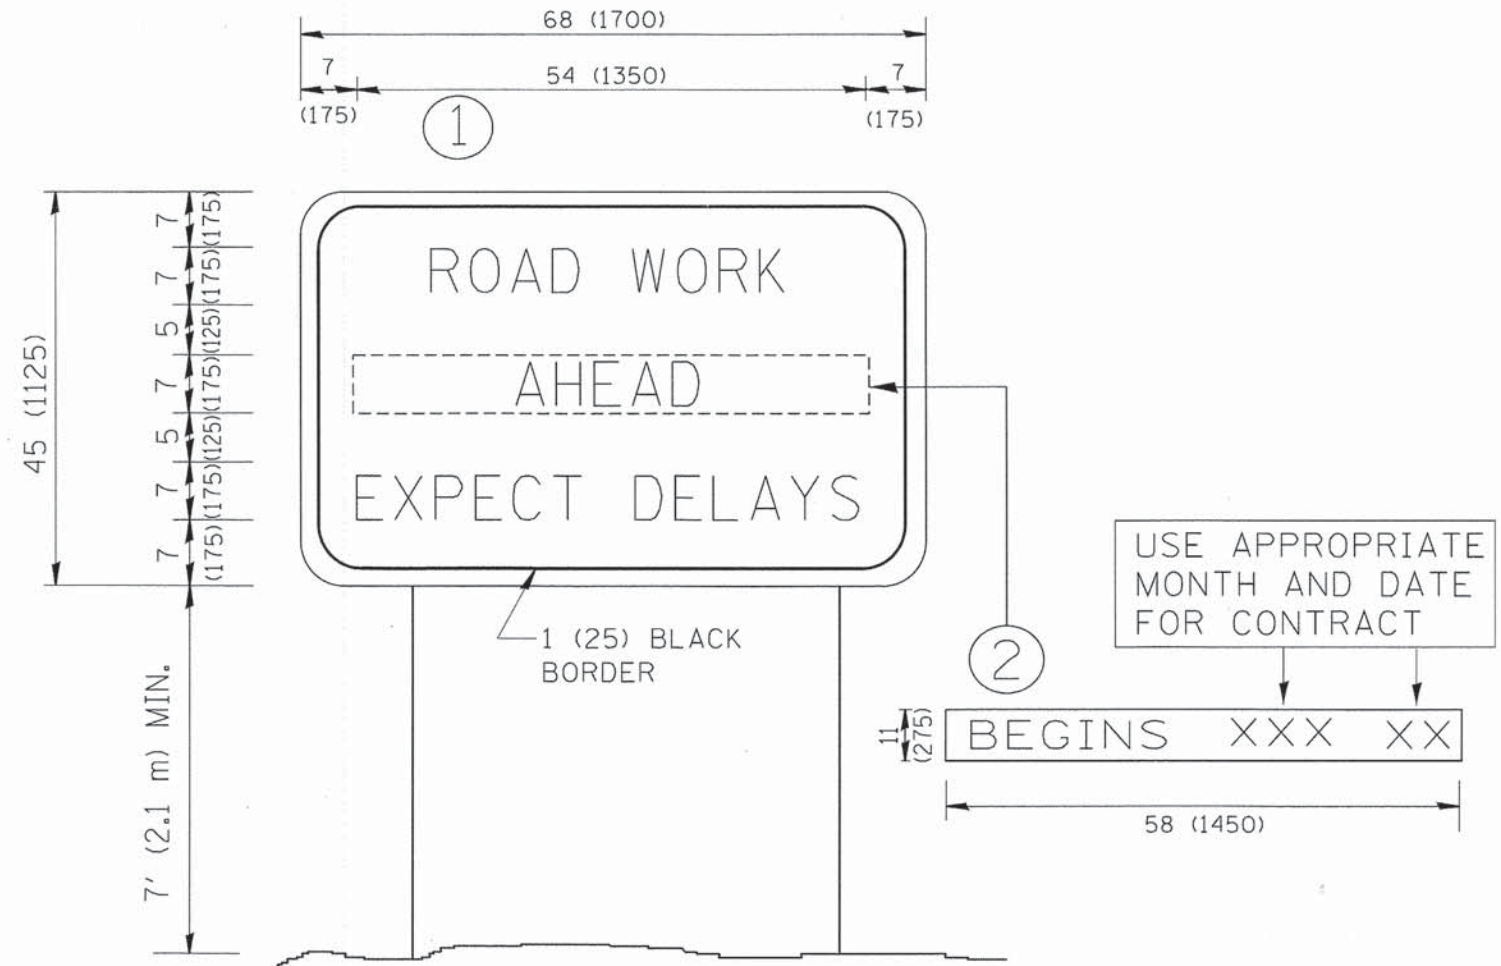 68 (1700)
7
54 (1350)
7
(175)
(175)
1
45 (1125)
7 (175)
7 (175)
5 (125)
7 (175)
5 (125)
7 (175)
7 (175)
ROAD WORK
AHEAD
EXPECT DELAYS
1 (25) BLACK
BORDER
7' (2.1 m) MIN.
USE APPROPRIATE
MONTH AND DATE
FOR CONTRACT
2
11
(275)
BEGINS XXX XX
58 (1450)